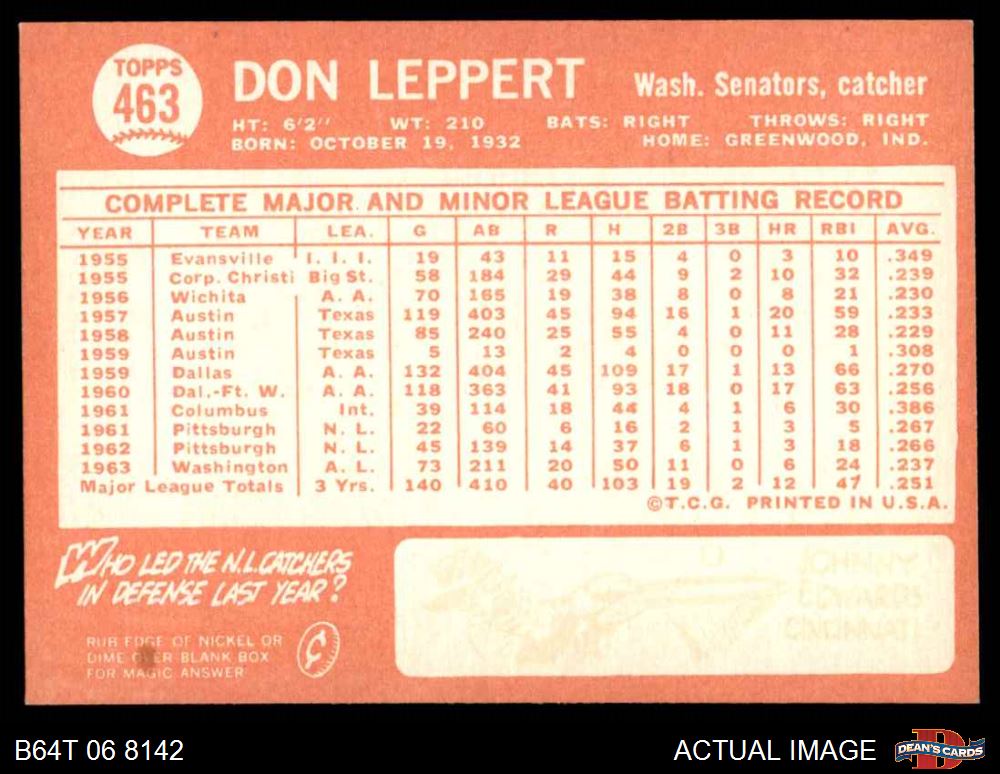 TOPPS
463
DON LEPPERT
Wash. Senators, catcher
HT: 6'2" WT: 210 BATS: RIGHT THROWS: RIGHT
BORN: OCTOBER 19, 1932 HOME: GREENWOOD, IND.
COMPLETE MAJOR AND MINOR LEAGUE BATTING RECORD
YEAR TEAM LEA. G AB R H 2B 3B HR RBI AVG.
1955 Evansville I. I. I. 19 43 11 15 4 0 3 10 .349
1955 Corp. Christi Big St. 58 184 29 44 9 2 10 32 .239
1956 Wichita A. A. 70 165 19 38 8 0 8 21 .230
1957 Austin Texas 119 403 45 94 16 1 20 59 .233
1958 Austin Texas 85 240 25 55 4 0 11 28 .229
1959 Austin Texas 5 13 2 4 0 0 0 1 .308
1959 Dallas A. A. 132 404 45 109 17 1 13 66 .270
1960 Dal.-Ft. W. A. A. 118 363 41 93 18 0 17 63 .256
1961 Columbus Int. 39 114 18 44 4 1 6 30 .386
1961 Pittsburgh N. L. 22 60 6 16 2 1 3 5 .267
1962 Pittsburgh N. L. 45 139 14 37 6 1 3 18 .266
1963 Washington A. L. 73 211 20 50 11 0 6 24 .237
Major League Totals 3 Yrs. 140 410 40 103 19 2 12 47 .251
©T.C.G. PRINTED IN U.S.A.
WHO LED THE N.L. CATCHERS
IN DEFENSE LAST YEAR?
RUB EDGE OF NICKEL OR
DIME OVER BLANK BOX
FOR MAGIC ANSWER
¢
JOHNNY
EDWARDS
CINCINNATI
B64T 06 8142
ACTUAL IMAGE
D
DEAN'S CARDS